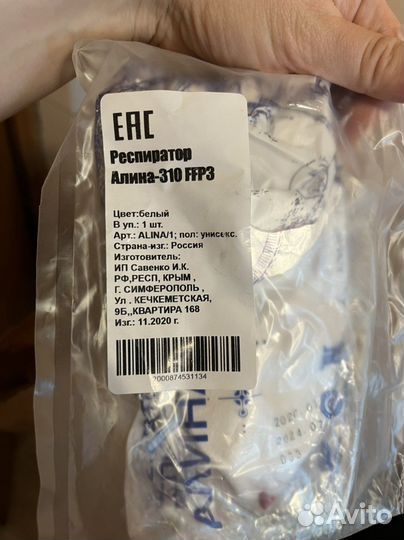 EAC
Респиратор
Алина-310 FFP3
Цвет:белый
В уп.: 1 шт.
Арт.: ALINA/1; пол: унисекс.
Страна-изг.: Россия
Изготовитель:
ИП Савенко И.К.
РФ,РЕСП, КРЫМ ,
Г. СИМФЕРОПОЛЬ ,
Ул . КЕЧКЕМЕТСКАЯ,
9Б,,КВАРТИРА 168
Изг.: 11.2020 г.
2000874531134
АЛИНА
Avito